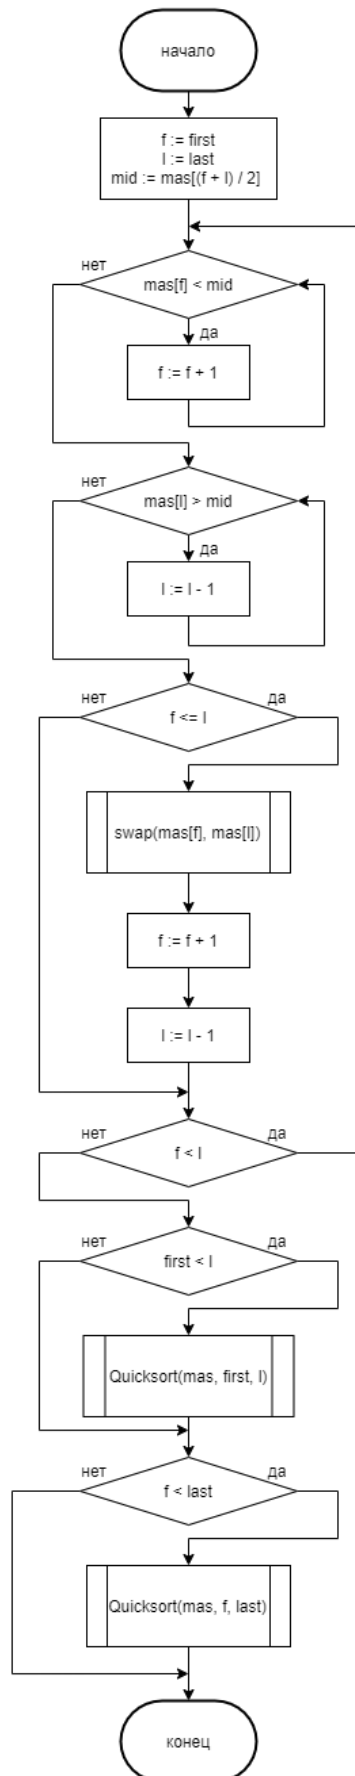 начало
f := first
l := last
mid := mas[(f + l) / 2]
нет
mas[f] < mid
да
f := f + 1
нет
mas[l] > mid
да
l := l - 1
нет
да
f <= l
swap(mas[f], mas[l])
f := f + 1
l := l - 1
нет
да
f < l
нет
да
first < l
Quicksort(mas, first, l)
нет
да
f < last
Quicksort(mas, f, last)
конец